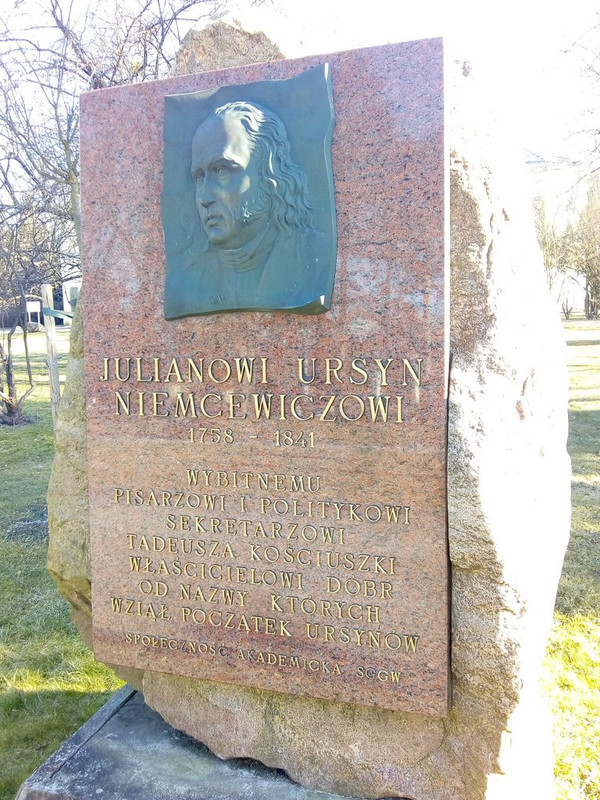 JULIANOWI URSYN
NIEMCEWICZOWI
1758 - 1841
WYBITNEMU
PISARZOWI I POLITYKOWI
SEKRETARZOWI
TADEUSZA KOŚCIUSZKI
WŁAŚCICIELOWI DÓBR
OD NAZWY KTÓRYCH
WZIĄŁ POCZĄTEK URSYNÓW
SPOŁECZNOŚĆ AKADEMICKA SGGW